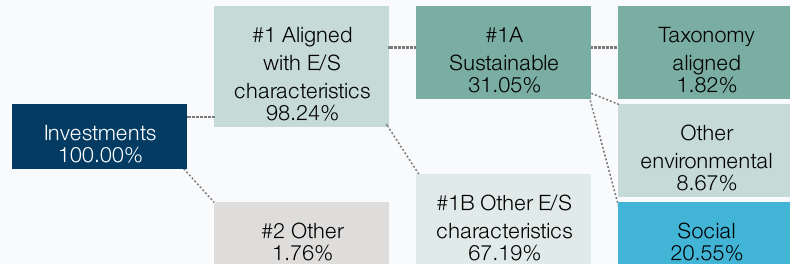 Investments
100.00%
#1 Aligned
with E/S
characteristics
98.24%
#2 Other
1.76%
#1A
Sustainable
31.05%
#1B Other E/S
characteristics
67.19%
Taxonomy
aligned
1.82%
Other
environmental
8.67%
Social
20.55%